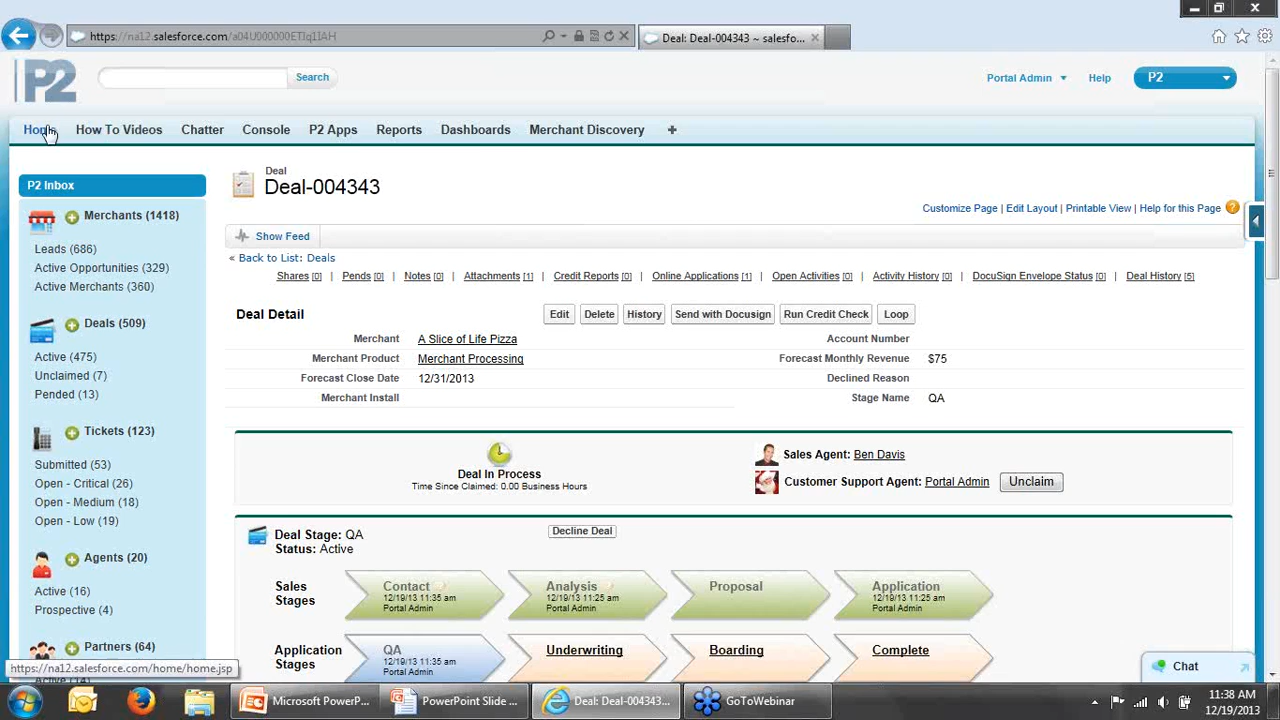 https://na12.salesforce.com/a04U000000ETIq1IAH
Deal: Deal-004343 ~ salesfo...
P2
Search
Portal Admin
Help
P2
Home
How To Videos
Chatter
Console
P2 Apps
Reports
Dashboards
Merchant Discovery
+
P2 Inbox
Merchants (1418)
Leads (686)
Active Opportunities (329)
Active Merchants (360)
Deals (509)
Active (475)
Unclaimed (7)
Pended (13)
Tickets (123)
Submitted (53)
Open - Critical (26)
Open - Medium (18)
Open - Low (19)
Agents (20)
Active (16)
Prospective (4)
Partners (64)
https://na12.salesforce.com/home/home.jsp
Deal
Deal-004343
Customize Page | Edit Layout | Printable View | Help for this Page
Show Feed
« Back to List: Deals
Shares [0] | Pends [0] | Notes [0] | Attachments [1] | Credit Reports [0] | Online Applications [1] | Open Activities [0] | Activity History [0] | DocuSign Envelope Status [0] | Deal History [5]
Deal Detail
Edit
Delete
History
Send with Docusign
Run Credit Check
Loop
Merchant A Slice of Life Pizza
Account Number
Merchant Product Merchant Processing
Forecast Monthly Revenue $75
Forecast Close Date 12/31/2013
Declined Reason
Merchant Install
Stage Name QA
Deal In Process
Time Since Claimed: 0.00 Business Hours
Sales Agent: Ben Davis
Customer Support Agent: Portal Admin
Unclaim
Deal Stage: QA
Status: Active
Decline Deal
Sales
Stages
Contact
12/19/13 11:35 am
Portal Admin
Analysis
12/19/13 11:25 am
Portal Admin
Proposal
Application
12/19/13 11:25 am
Portal Admin
Application
Stages
QA
12/19/13 11:35 am
Portal Admin
Underwriting
Boarding
Complete
Chat
Microsoft PowerP...
PowerPoint Slide ...
Deal: Deal-004343...
GoToWebinar
11:38 AM
12/19/2013